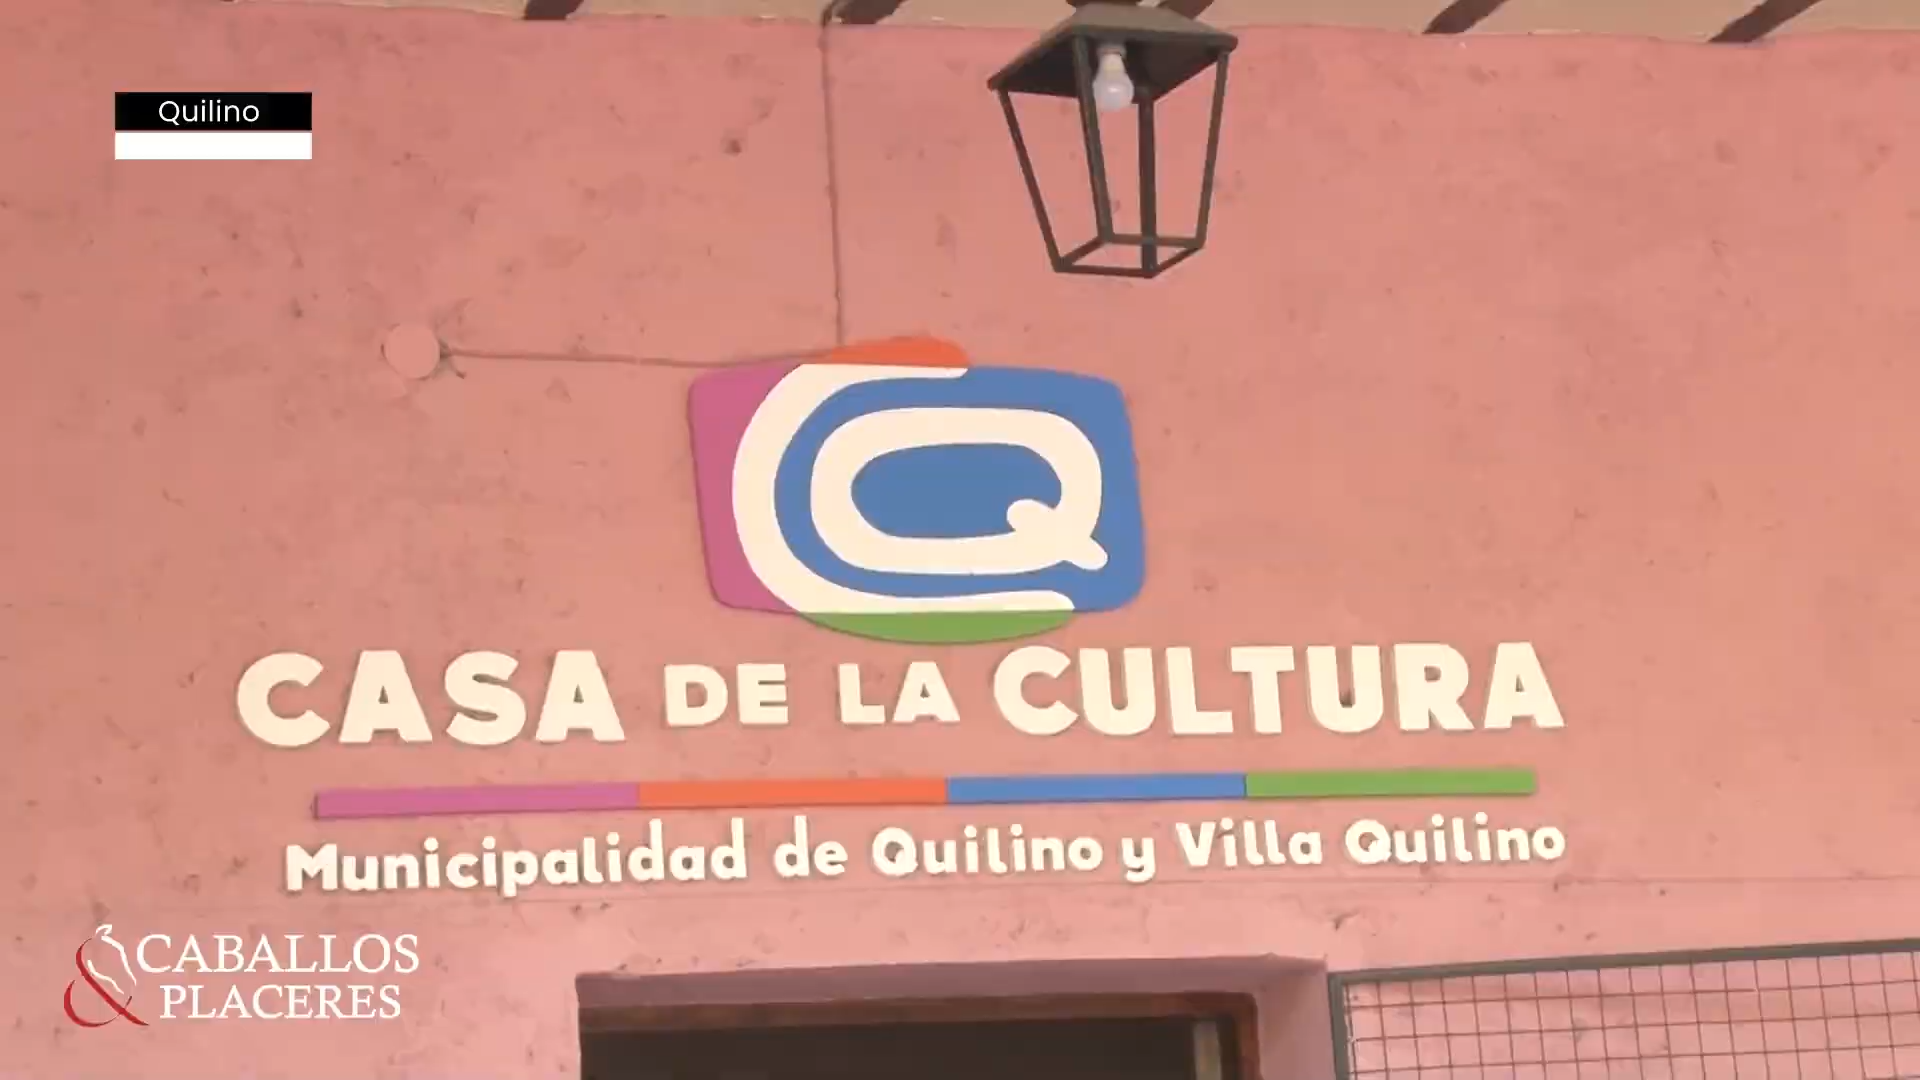 Quilino
CASA DE LA CULTURA
Municipalidad de Quilino y Villa Quilino
CABALLOS
& PLACERES